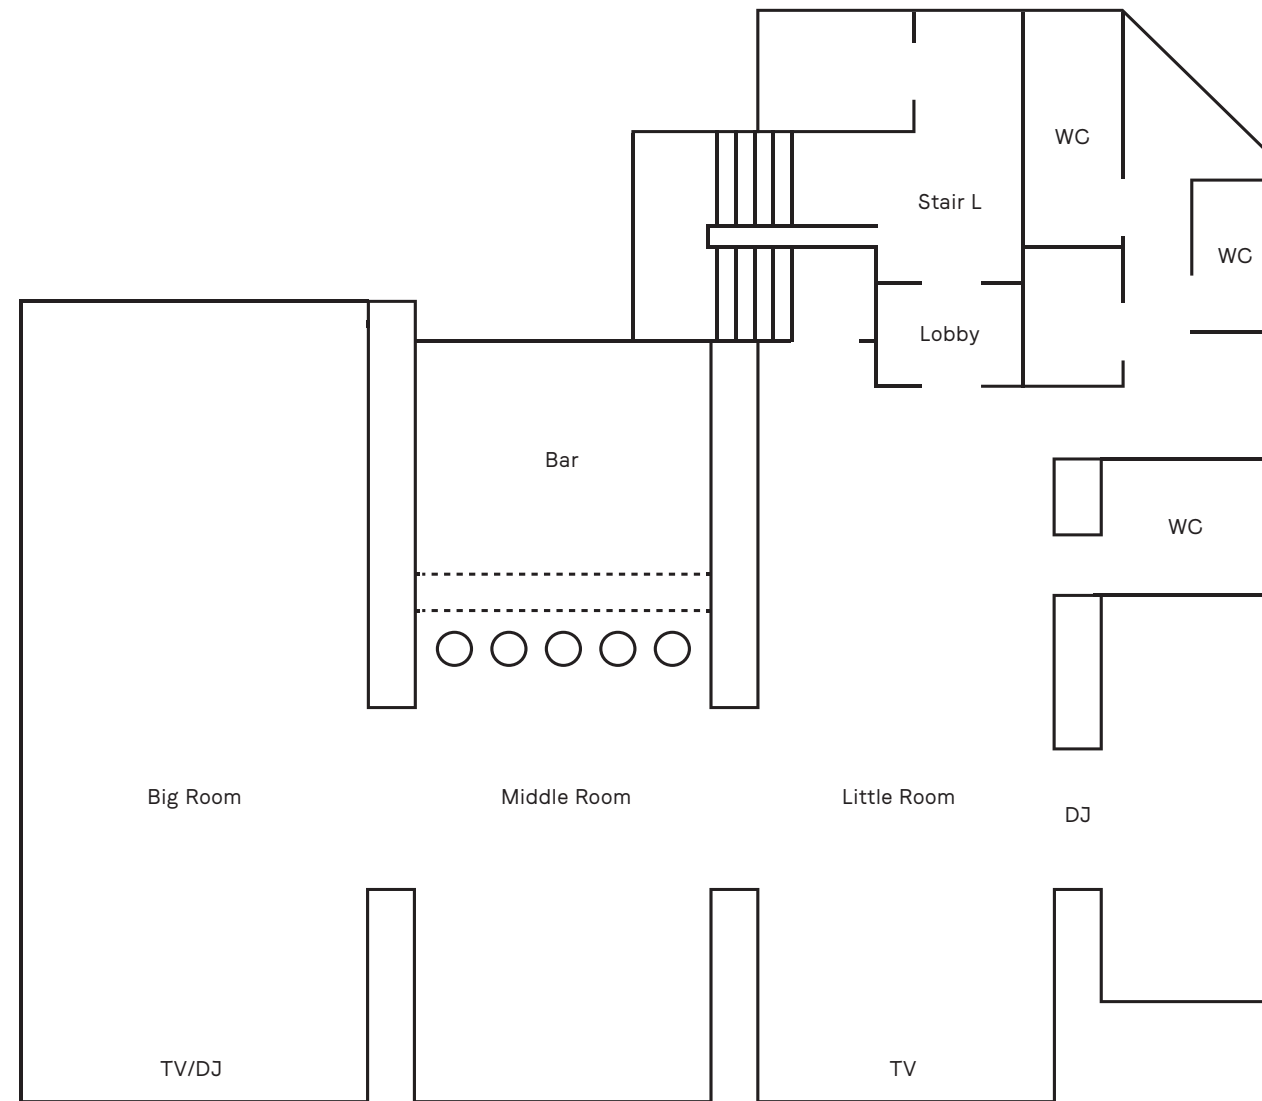 WC
Stair L
WC
Lobby
Bar
WC
Big Room
Middle Room
Little Room
DJ
TV/DJ
TV